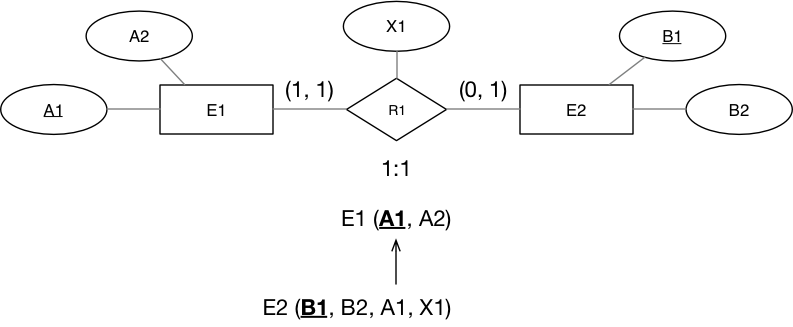 X1
A2
B1
(1, 1)
(0, 1)
A1
E1
R1
E2
B2
1:1
E1 (A1, A2)
E2 (B1, B2, A1, X1)